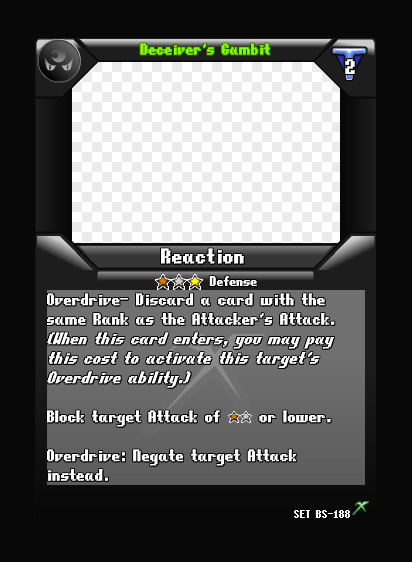 Deceiver's Gambit
2
Reaction
Defense
Overdrive- Discard a card with the
same Rank as the Attacker's Attack.
(When this card enters, you may pay
this cost to activate this target's
Overdrive ability.)
Block target Attack of or lower.
Overdrive: Negate target Attack
instead.
SET BS-188